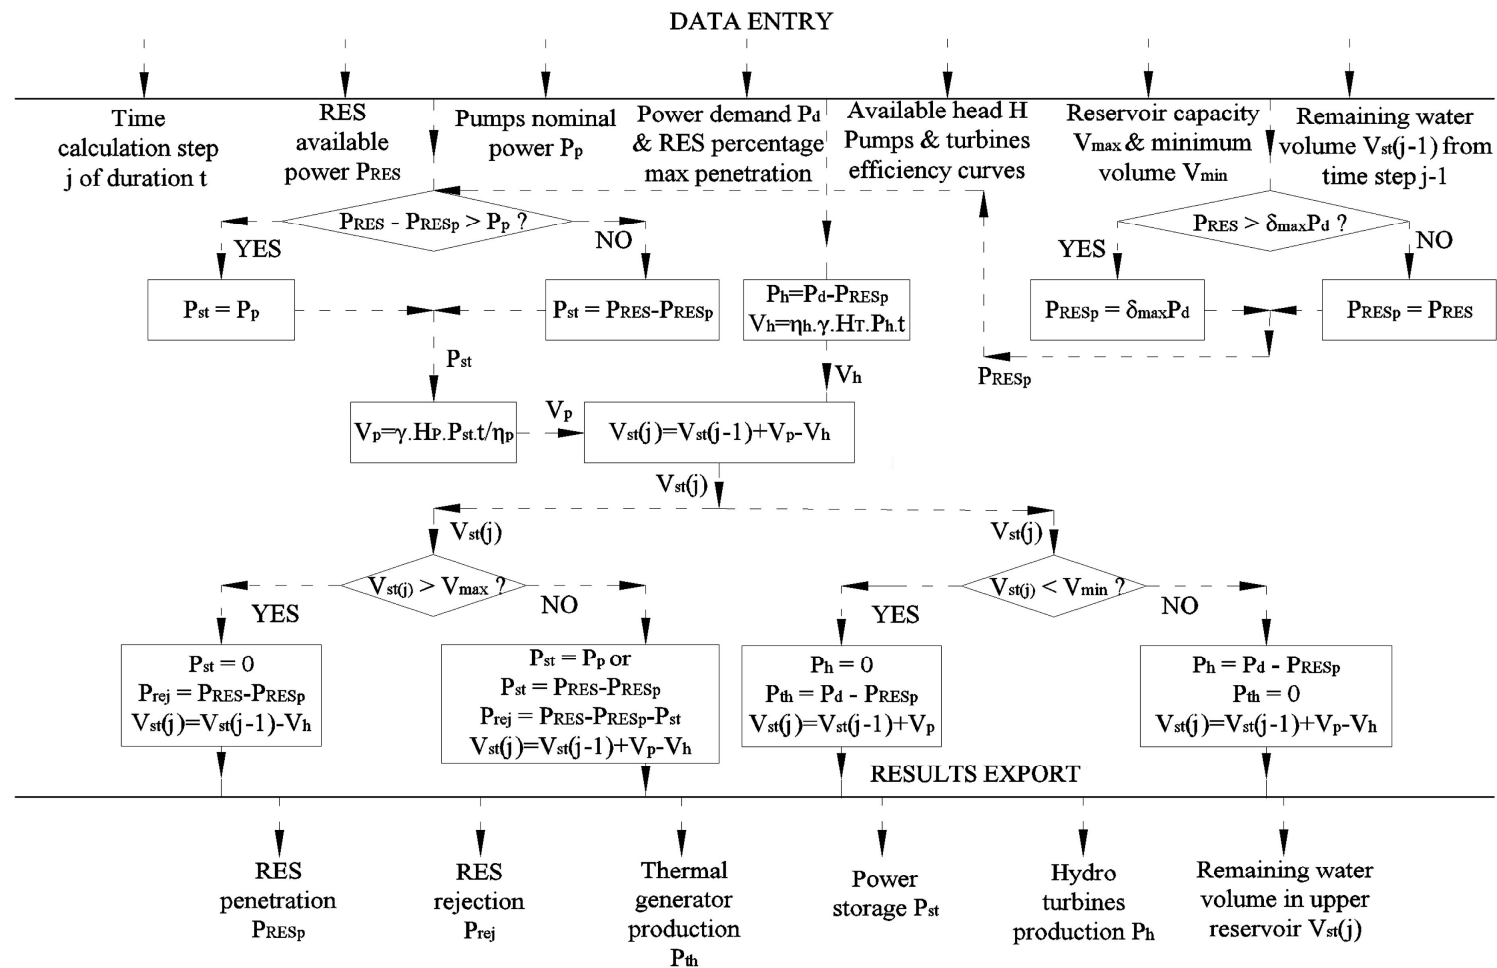 DATA ENTRY
Time
calculation step
j of duration t
RES
available
power PRES
Pumps nominal
power Pp
Power demand Pd
& RES percentage
max penetration
Available head H
Pumps & turbines
efficiency curves
Reservoir capacity
Vmax & minimum
volume Vmin
Remaining water
volume Vst(j-1) from
time step j-1
PRES - PRESp > Pp ?
YES
NO
PRES > δmaxPd ?
YES
NO
Pst = Pp
Pst = PRES-PRESp
Ph=Pd-PRESp
Vh=ηh.γ.HT.Ph.t
PRESp = δmaxPd
PRESp = PRES
Pst
Vh
PRESp
Vp=γ.HP.Pst.t/ηp
Vp
Vst(j)=Vst(j-1)+Vp-Vh
Vst(j)
Vst(j)
Vst(j)
Vst(j) > Vmax ?
YES
NO
Vst(j) < Vmin ?
YES
NO
Pst = 0
Prej = PRES-PRESp
Vst(j)=Vst(j-1)-Vh
Pst = Pp or
Pst = PRES-PRESp
Prej = PRES-PRESp-Pst
Vst(j)=Vst(j-1)+Vp-Vh
Ph = 0
Pth = Pd - PRESp
Vst(j)=Vst(j-1)+Vp
Ph = Pd - PRESp
Pth = 0
Vst(j)=Vst(j-1)+Vp-Vh
RESULTS EXPORT
RES
penetration
PRESp
RES
rejection
Prej
Thermal
generator
production
Pth
Power
storage Pst
Hydro
turbines
production Ph
Remaining water
volume in upper
reservoir Vst(j)